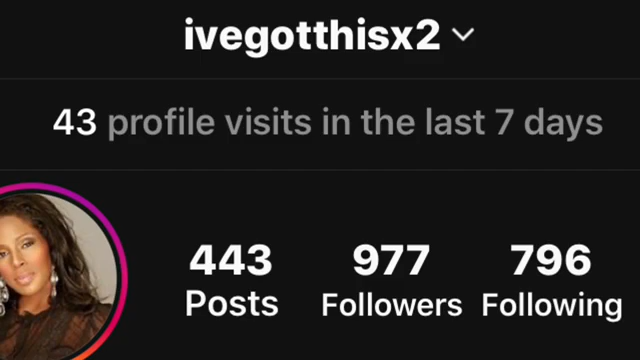 ivegotthisx2
43 profile visits in the last 7 days
443 977 796
Posts Followers Following